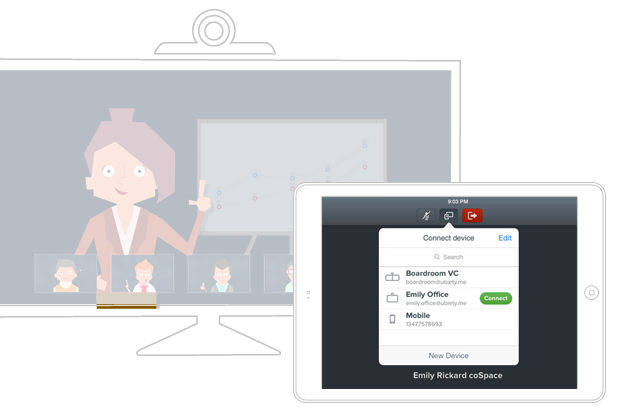 9:03 PM
Connect device
Edit
Search
Boardroom VC
boardroom@ubiety.me
Emily Office
emily.office@ubiety.me
Connect
Mobile
13477578693
New Device
Emily Rickard coSpace